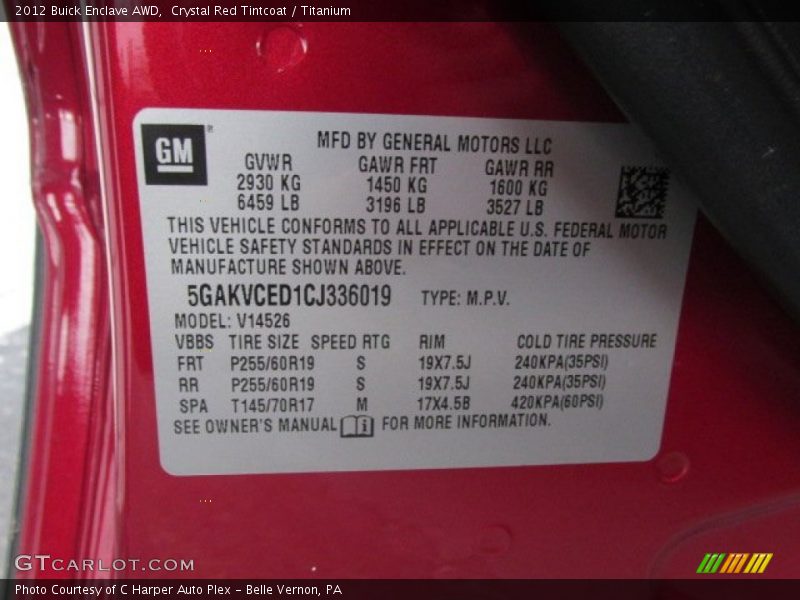 2012 Buick Enclave AWD,  Crystal Red Tintcoat / Titanium
GM®
MFD BY GENERAL MOTORS LLC
GVWR GAWR FRT GAWR RR
2930 KG 1450 KG 1600 KG
6459 LB 3196 LB 3527 LB
THIS VEHICLE CONFORMS TO ALL APPLICABLE U.S. FEDERAL MOTOR
VEHICLE SAFETY STANDARDS IN EFFECT ON THE DATE OF
MANUFACTURE SHOWN ABOVE.
5GAKVCED1CJ336019 TYPE: M.P.V.
MODEL: V14526
VBBS TIRE SIZE SPEED RTG RIM COLD TIRE PRESSURE
FRT P255/60R19 S 19X7.5J 240KPA(35PSI)
RR P255/60R19 S 19X7.5J 240KPA(35PSI)
SPA T145/70R17 M 17X4.5B 420KPA(60PSI)
SEE OWNER'S MANUAL FOR MORE INFORMATION.
GTCARLOT.COM
Photo Courtesy of C Harper Auto Plex - Belle Vernon, PA